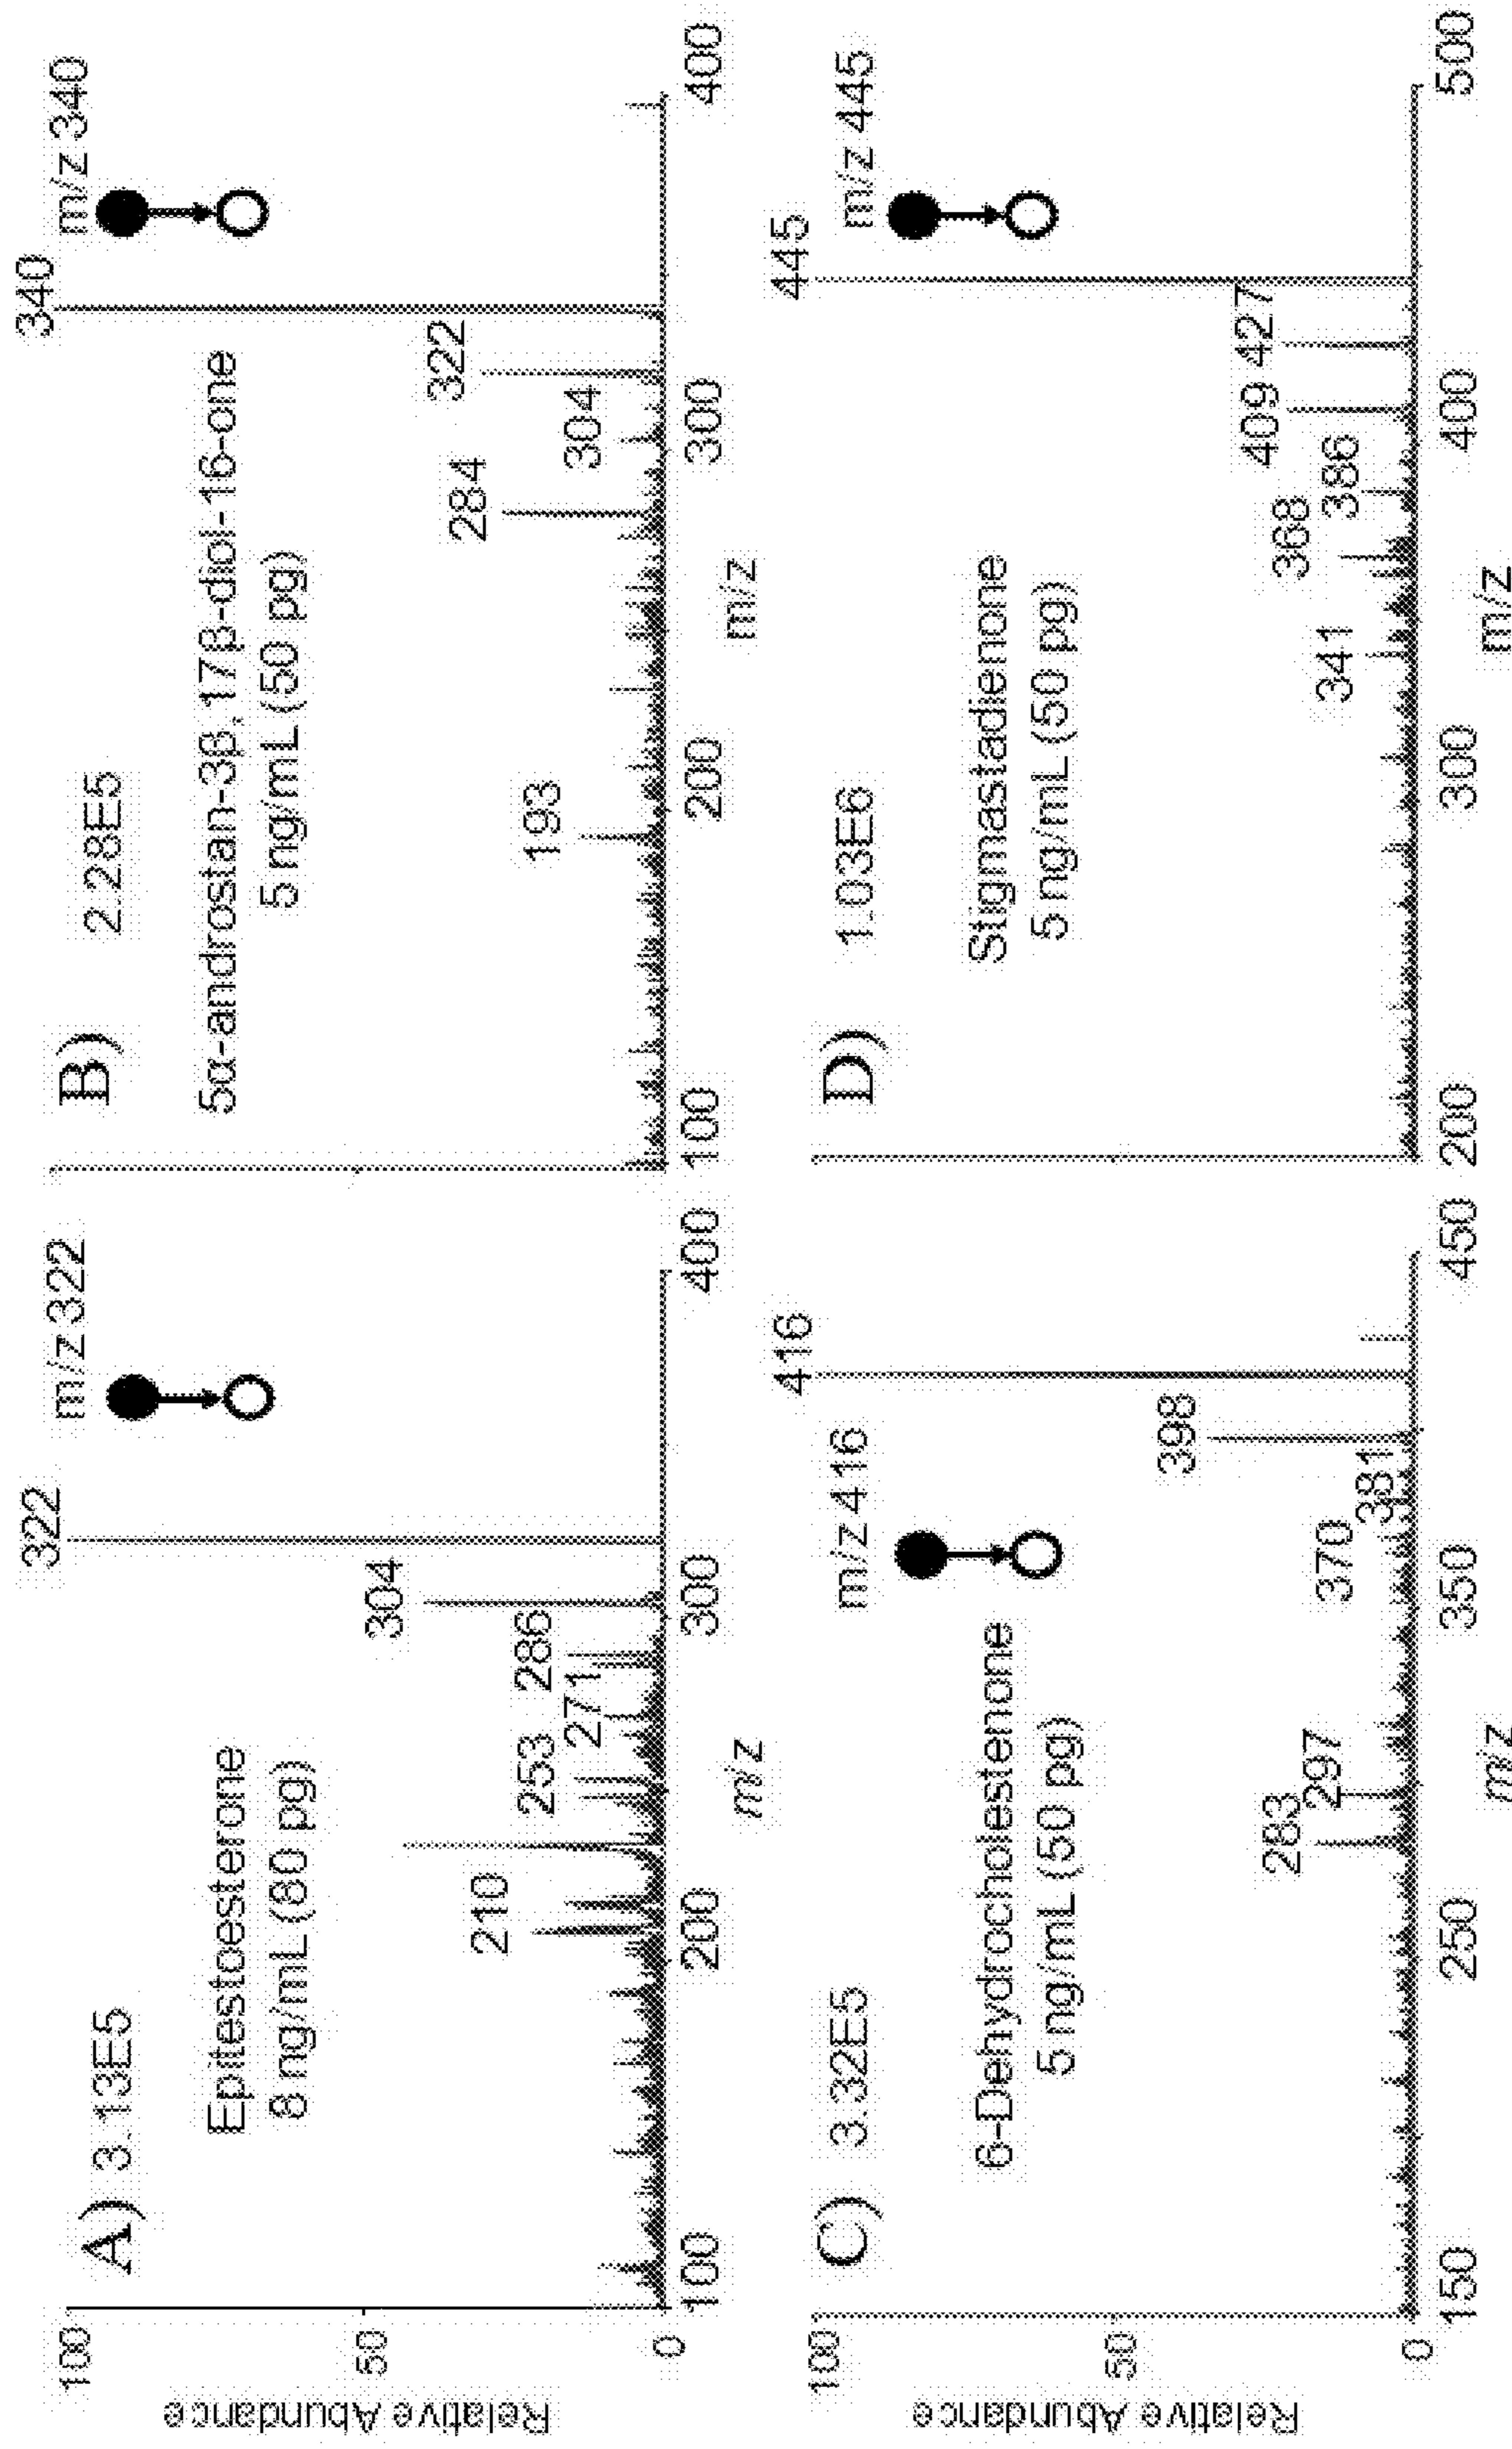 A) 3.13E5
m/z 322
Epitestoesterone
8 ng/mL (80 pg)
322
304
286
271
253
210
Relative Abundance
100
50
0
100
200
300
400
m/z
B) 2.28E5
m/z 340
5α-androstan-3β,17β-diol-16-one
5 ng/mL (50 pg)
340
322
304
284
193
100
200
300
400
m/z
C) 3.32E5
m/z 416
6-Dehydrocholestenone
5 ng/mL (50 pg)
416
398
381
370
297
283
Relative Abundance
100
50
0
150
250
350
450
m/z
D) 1.03E6
m/z 445
Stigmastadienone
5 ng/mL (50 pg)
445
427
409
386
368
341
200
300
400
500
m/z